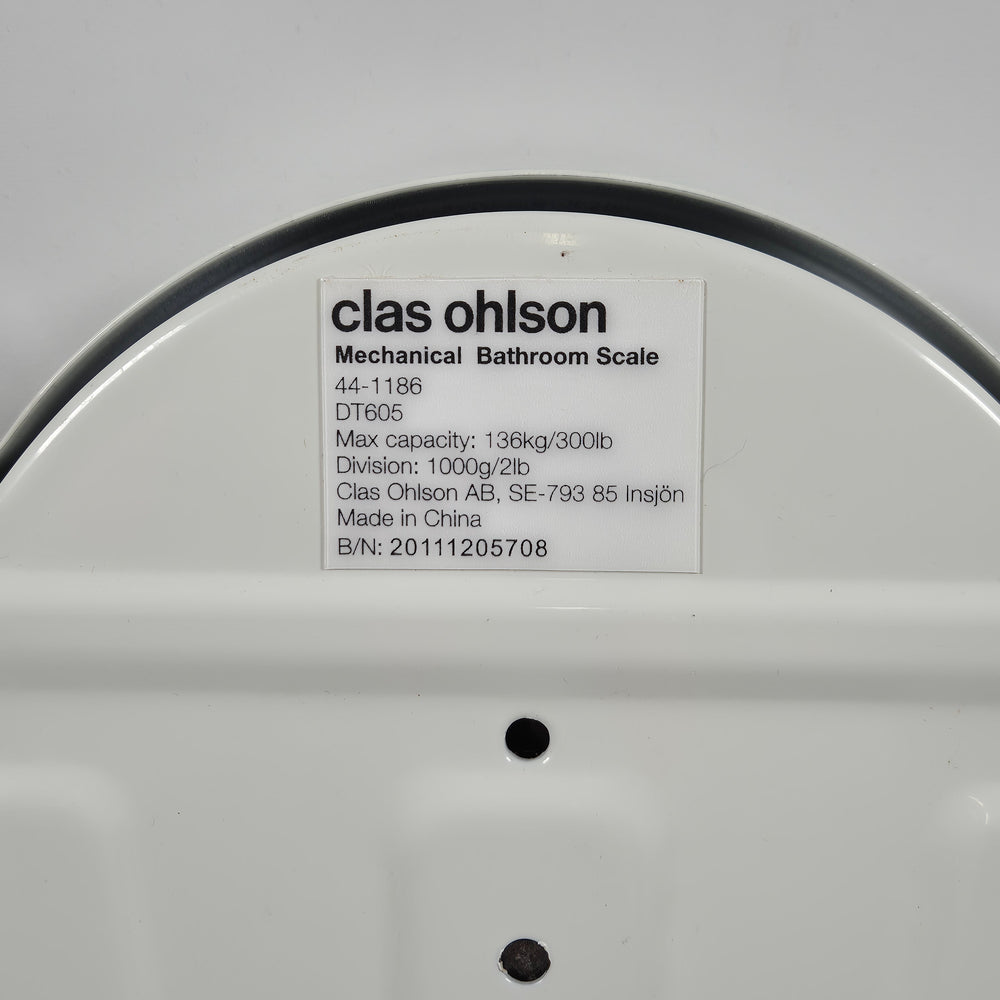 clas ohlson
Mechanical Bathroom Scale
44-1186
DT605
Max capacity: 136kg/300lb
Division: 1000g/2lb
Clas Ohlson AB, SE-793 85 Insjön
Made in China
B/N: 20111205708